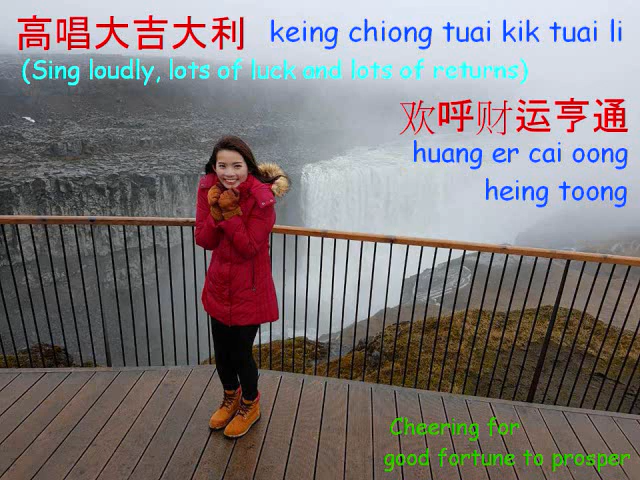 高唱大吉大利 keing chiong tuai kik tuai li
(Sing loudly, lots of luck and lots of returns)
欢呼财运亨通
huang er cai oong
heing toong
Cheering for
good fortune to prosper